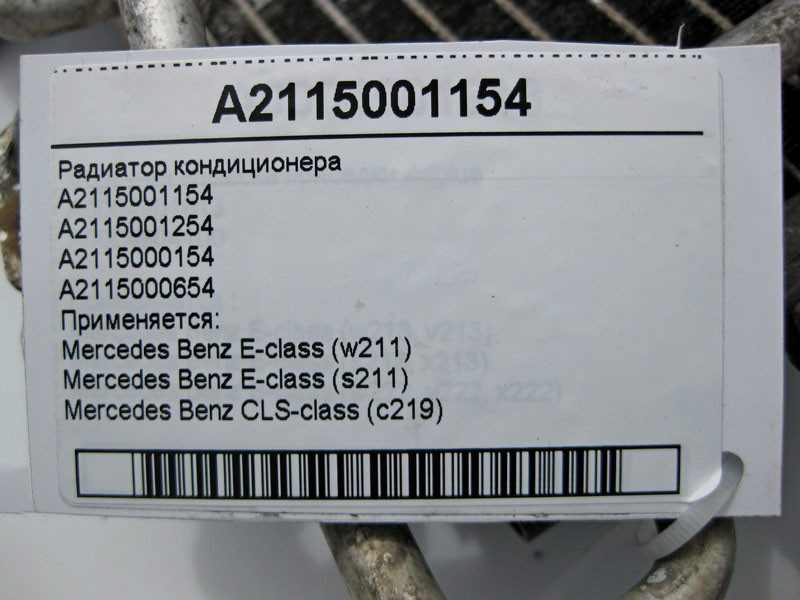 A2115001154
Радиатор кондиционера
A2115001154
A2115001254
A2115000154
A2115000654
Применяется:
Mercedes Benz E-class (w211)
Mercedes Benz E-class (s211)
Mercedes Benz CLS-class (c219)